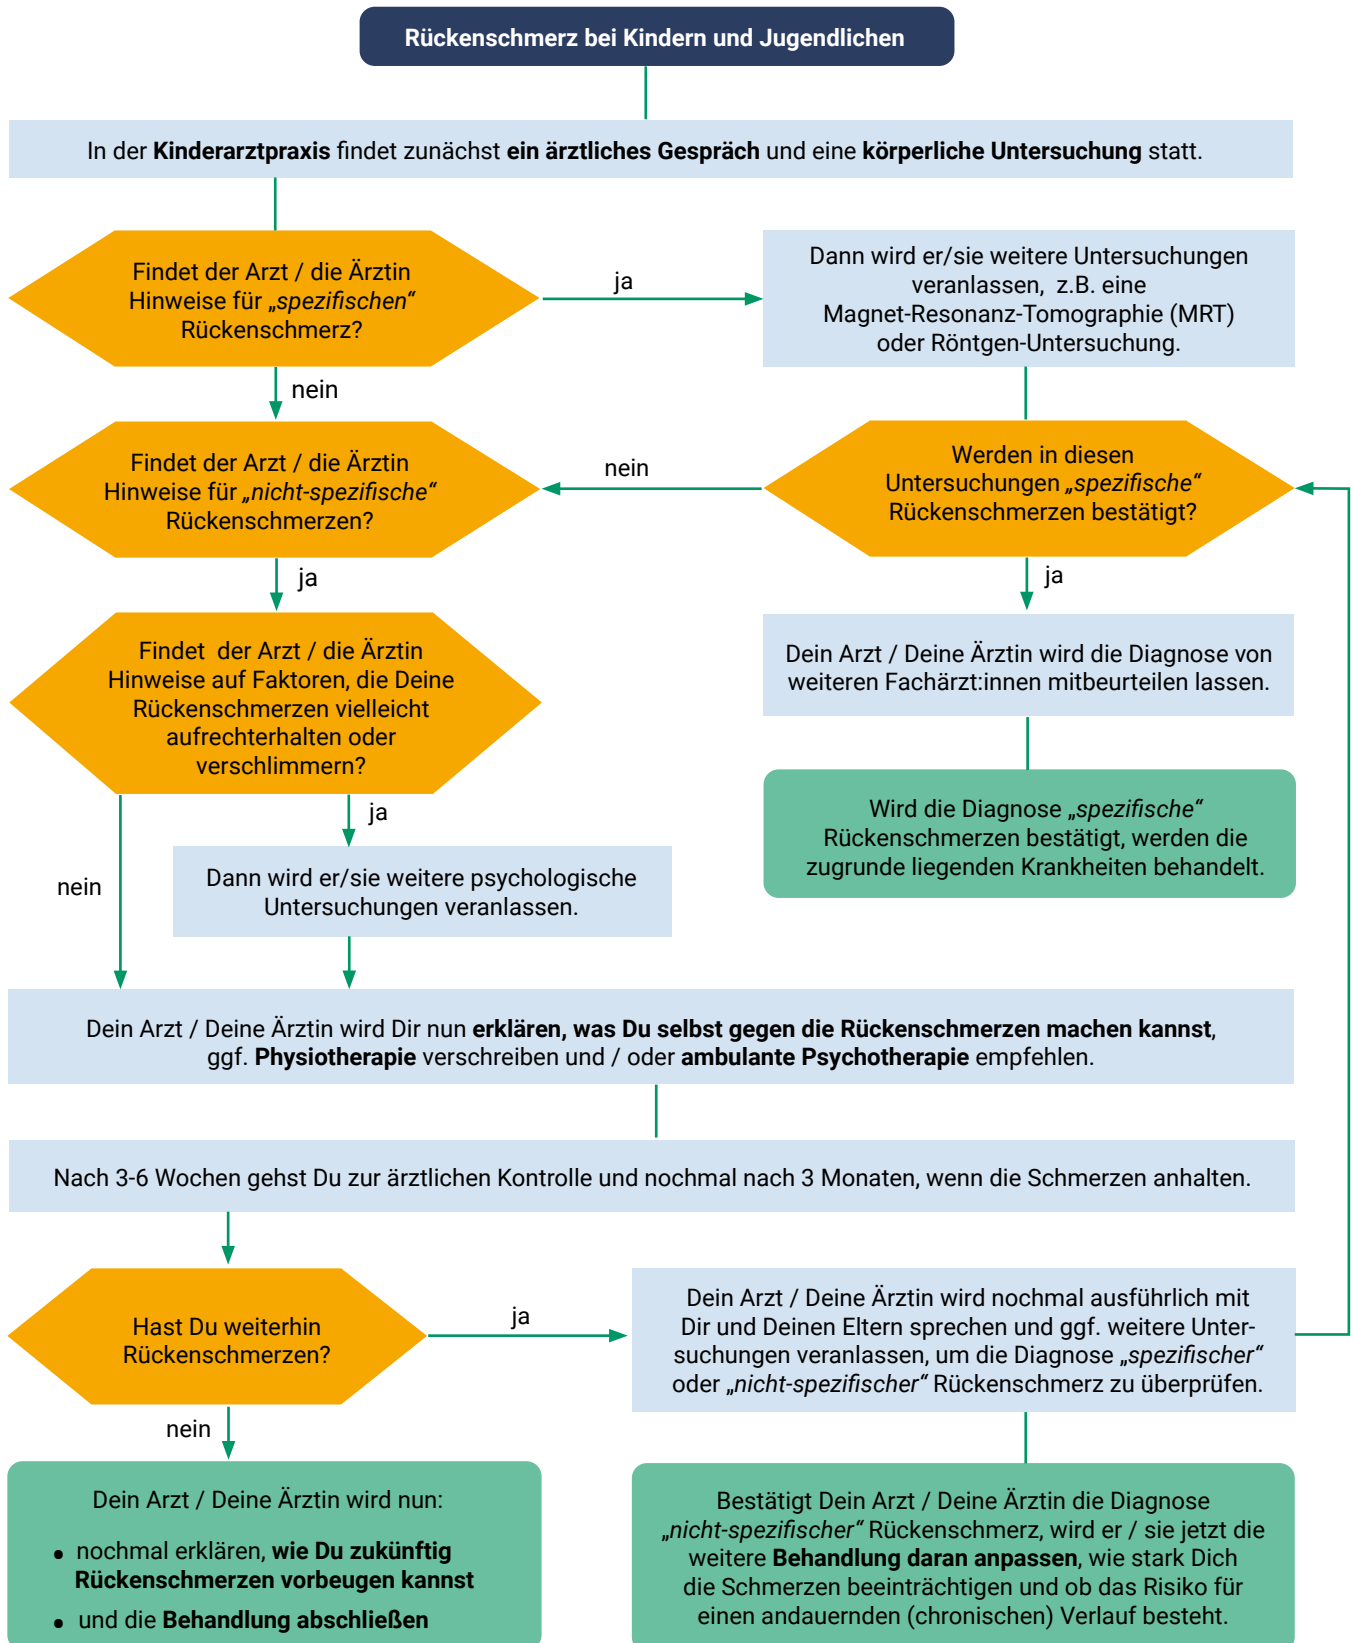 Rückenschmerz bei Kindern und Jugendlichen
In der Kinderarztpraxis findet zunächst ein ärztliches Gespräch und eine körperliche Untersuchung statt.
Findet der Arzt / die Ärztin
Hinweise für „spezifischen“
Rückenschmerz?
ja
Dann wird er/sie weitere Untersuchungen
veranlassen, z.B. eine
Magnet-Resonanz-Tomographie (MRT)
oder Röntgen-Untersuchung.
nein
Findet der Arzt / die Ärztin
Hinweise für „nicht-spezifische“
Rückenschmerzen?
nein
Werden in diesen
Untersuchungen „spezifische“
Rückenschmerzen bestätigt?
ja
ja
Findet der Arzt / die Ärztin
Hinweise auf Faktoren, die Deine
Rückenschmerzen vielleicht
aufrechterhalten oder
verschlimmern?
Dein Arzt / Deine Ärztin wird die Diagnose von
weiteren Fachärzt:innen mitbeurteilen lassen.
Wird die Diagnose „spezifische“
Rückenschmerzen bestätigt, werden die
zugrunde liegenden Krankheiten behandelt.
ja
nein
Dann wird er/sie weitere psychologische
Untersuchungen veranlassen.
Dein Arzt / Deine Ärztin wird Dir nun erklären, was Du selbst gegen die Rückenschmerzen machen kannst,
ggf. Physiotherapie verschreiben und / oder ambulante Psychotherapie empfehlen.
Nach 3-6 Wochen gehst Du zur ärztlichen Kontrolle und nochmal nach 3 Monaten, wenn die Schmerzen anhalten.
Hast Du weiterhin
Rückenschmerzen?
ja
Dein Arzt / Deine Ärztin wird nochmal ausführlich mit
Dir und Deinen Eltern sprechen und ggf. weitere Unter-
suchungen veranlassen, um die Diagnose „spezifischer“
oder „nicht-spezifischer“ Rückenschmerz zu überprüfen.
nein
Dein Arzt / Deine Ärztin wird nun:
• nochmal erklären, wie Du zukünftig
Rückenschmerzen vorbeugen kannst
• und die Behandlung abschließen
Bestätigt Dein Arzt / Deine Ärztin die Diagnose
„nicht-spezifischer“ Rückenschmerz, wird er / sie jetzt die
weitere Behandlung daran anpassen, wie stark Dich
die Schmerzen beeinträchtigen und ob das Risiko für
einen andauernden (chronischen) Verlauf besteht.